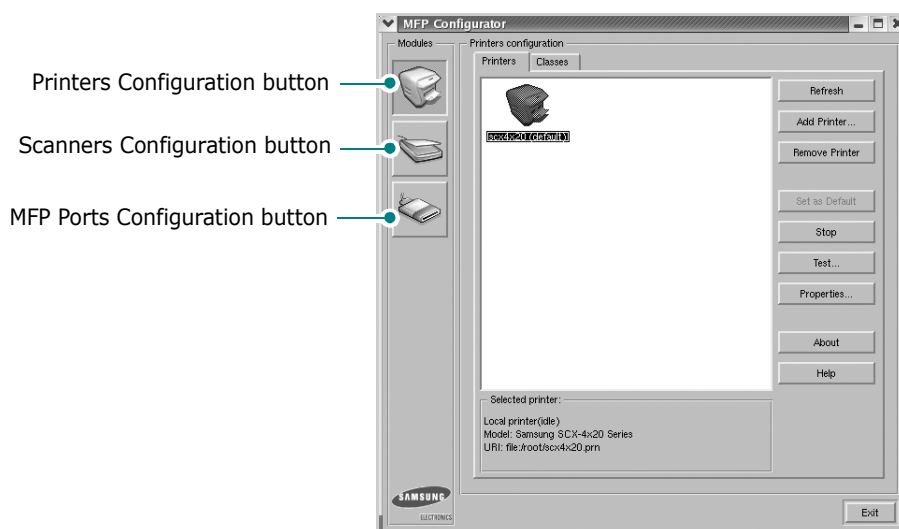 MFP Configurator
Modules
Printers configuration
Printers
Classes
Printers Configuration button
Scanners Configuration button
MFP Ports Configuration button
scx4x20 (default)
Refresh
Add Printer...
Remove Printer
Set as Default
Stop
Test...
Properties...
About
Help
Selected printer:
Local printer(idle)
Model: Samsung SCX-4x20 Series
URI: file:/root/scx4x20.prn
SAMSUNG
ELECTRONICS
Exit